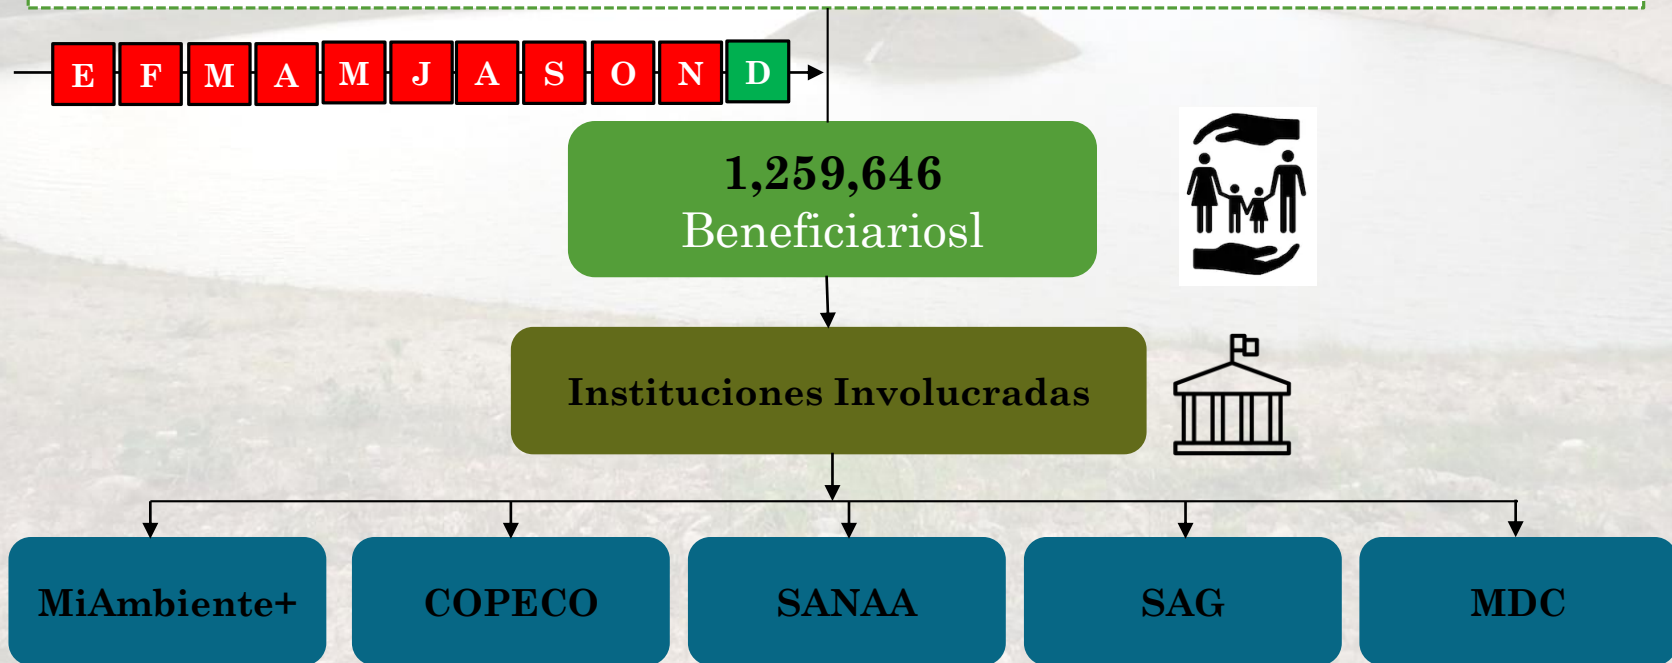 E F M A M J A S O N D
1,259,646
Beneficiariosl
Instituciones Involucradas
MiAmbiente+ COPECO SANAA SAG MDC